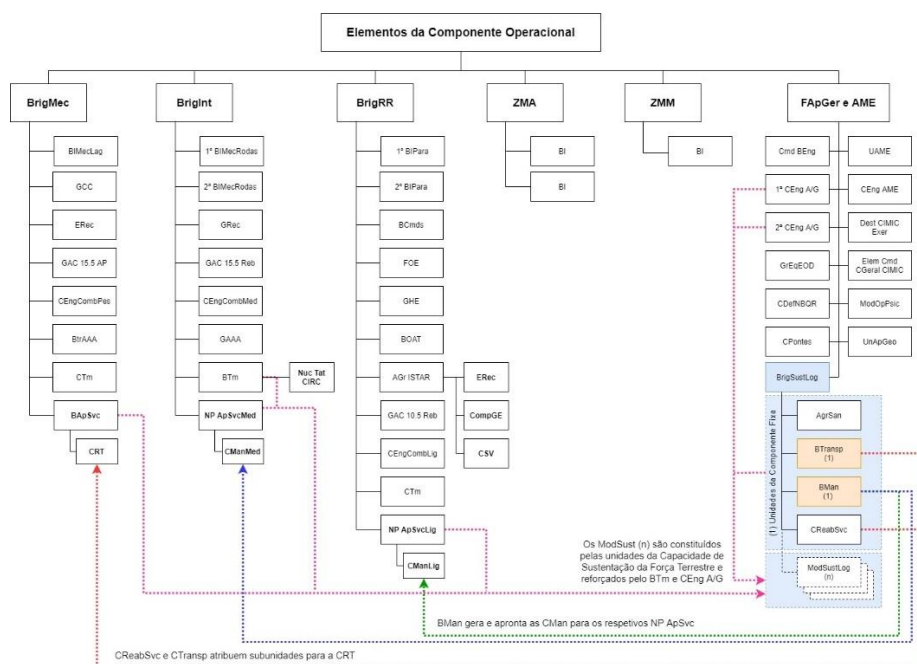 Elementos da Componente Operacional
BrigMec
BrigInt
BrigRR
ZMA
ZMM
FApGer e AME
BIMecLag
GCC
ERec
GAC 15.5 AP
CEngCombPes
BtrAAA
CTm
BApSvc
CRT
1º BIMecRodas
2º BIMecRodas
GRec
GAC 15.5 Reb
CEngCombMed
GAAA
BTm
Nuc Tat
CIRC
NP ApSvcMed
CManMed
1º BIPara
2º BIPara
BCmds
FOE
GHE
BOAT
AGr ISTAR
ERec
CompGE
CSV
GAC 10.5 Reb
CEngCombLig
CTm
NP ApSvcLig
CManLig
BI
BI
BI
Cmd BEng
1ª CEng A/G
2ª CEng A/G
GrEqEOD
CDefNBQR
CPontes
BrigSustLog
UAME
CEng AME
Dest CIMIC
Exer
Elem Cmd
CGeral CIMIC
ModOpPsic
UnApGeo
(1) Unidades da Componente Fixa
AgrSan
BTransp
(1)
BMan
(1)
CReabSvc
ModSustLog
(n)
Os ModSust (n) são constituídos
pelas unidades da Capacidade de
Sustentação da Força Terrestre e
reforçados pelo BTm e CEng A/G
BMan gera e apronta as CMan para os respetivos NP ApSvc
CReabSvc e CTransp atribuem subunidades para a CRT